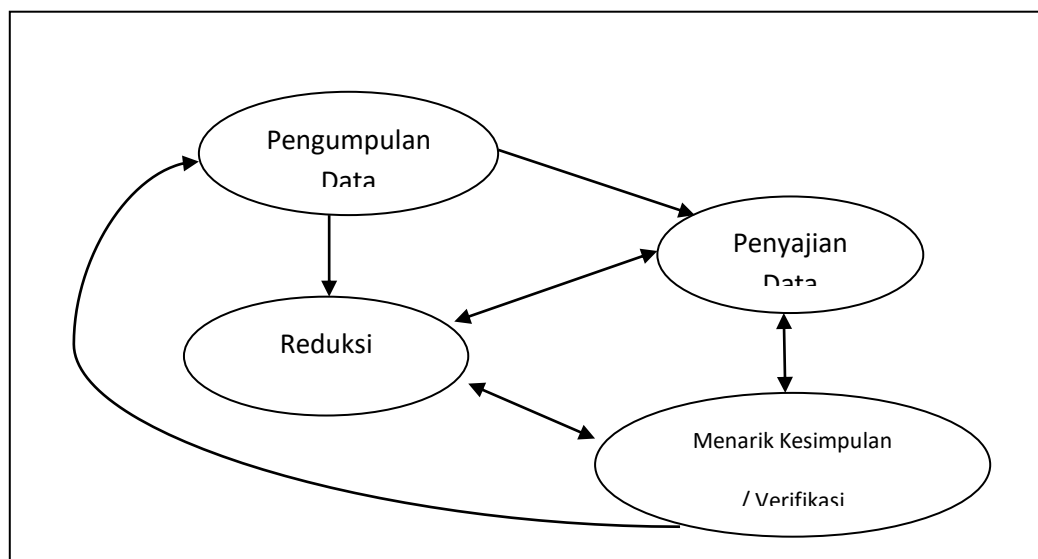 Pengumpulan
Data
Penyajian
Data
Reduksi
Menarik Kesimpulan
/ Verifikasi